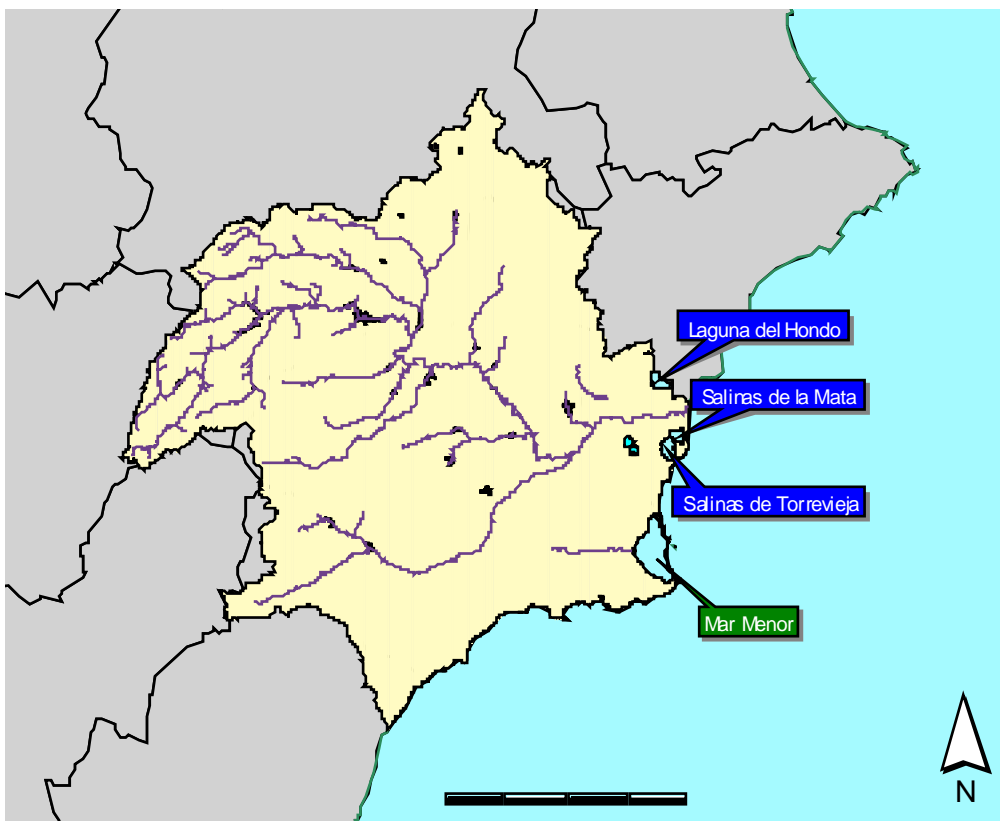 Laguna del Hondo
Salinas de la Mata
Salinas de Torrevieja
Mar Menor
N